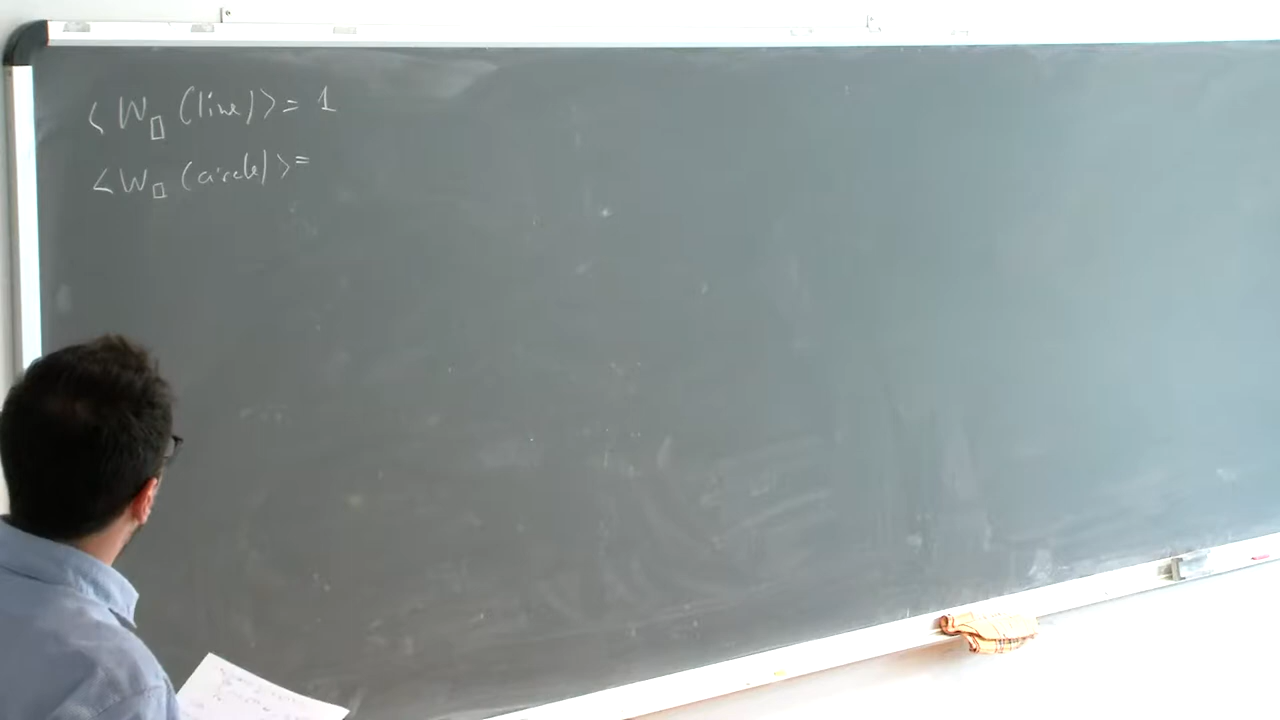 <W□ (line)> = 1
<W□ (circle)> =